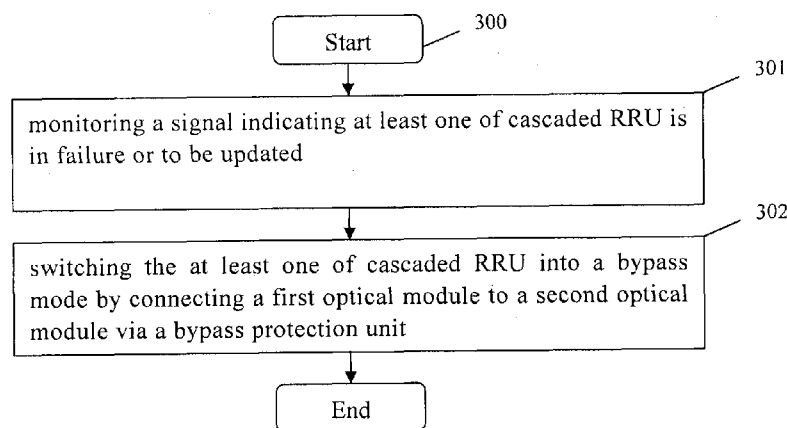 Start
300
301
monitoring a signal indicating at least one of cascaded RRU is
in failure or to be updated
302
switching the at least one of cascaded RRU into a bypass
mode by connecting a first optical module to a second optical
module via a bypass protection unit
End